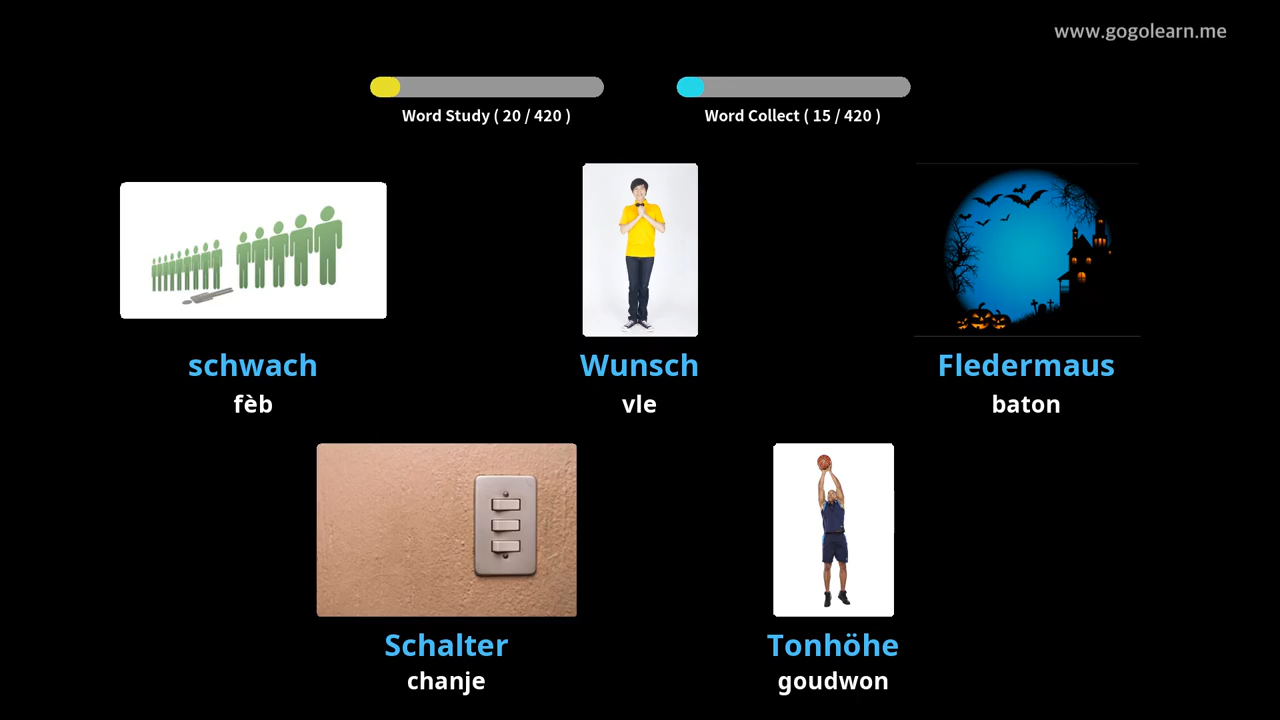 www.gogolearn.me
Word Study ( 20 / 420 )
Word Collect ( 15 / 420 )
schwach
fèb
Wunsch
vle
Fledermaus
baton
Schalter
chanje
Tonhöhe
goudwon